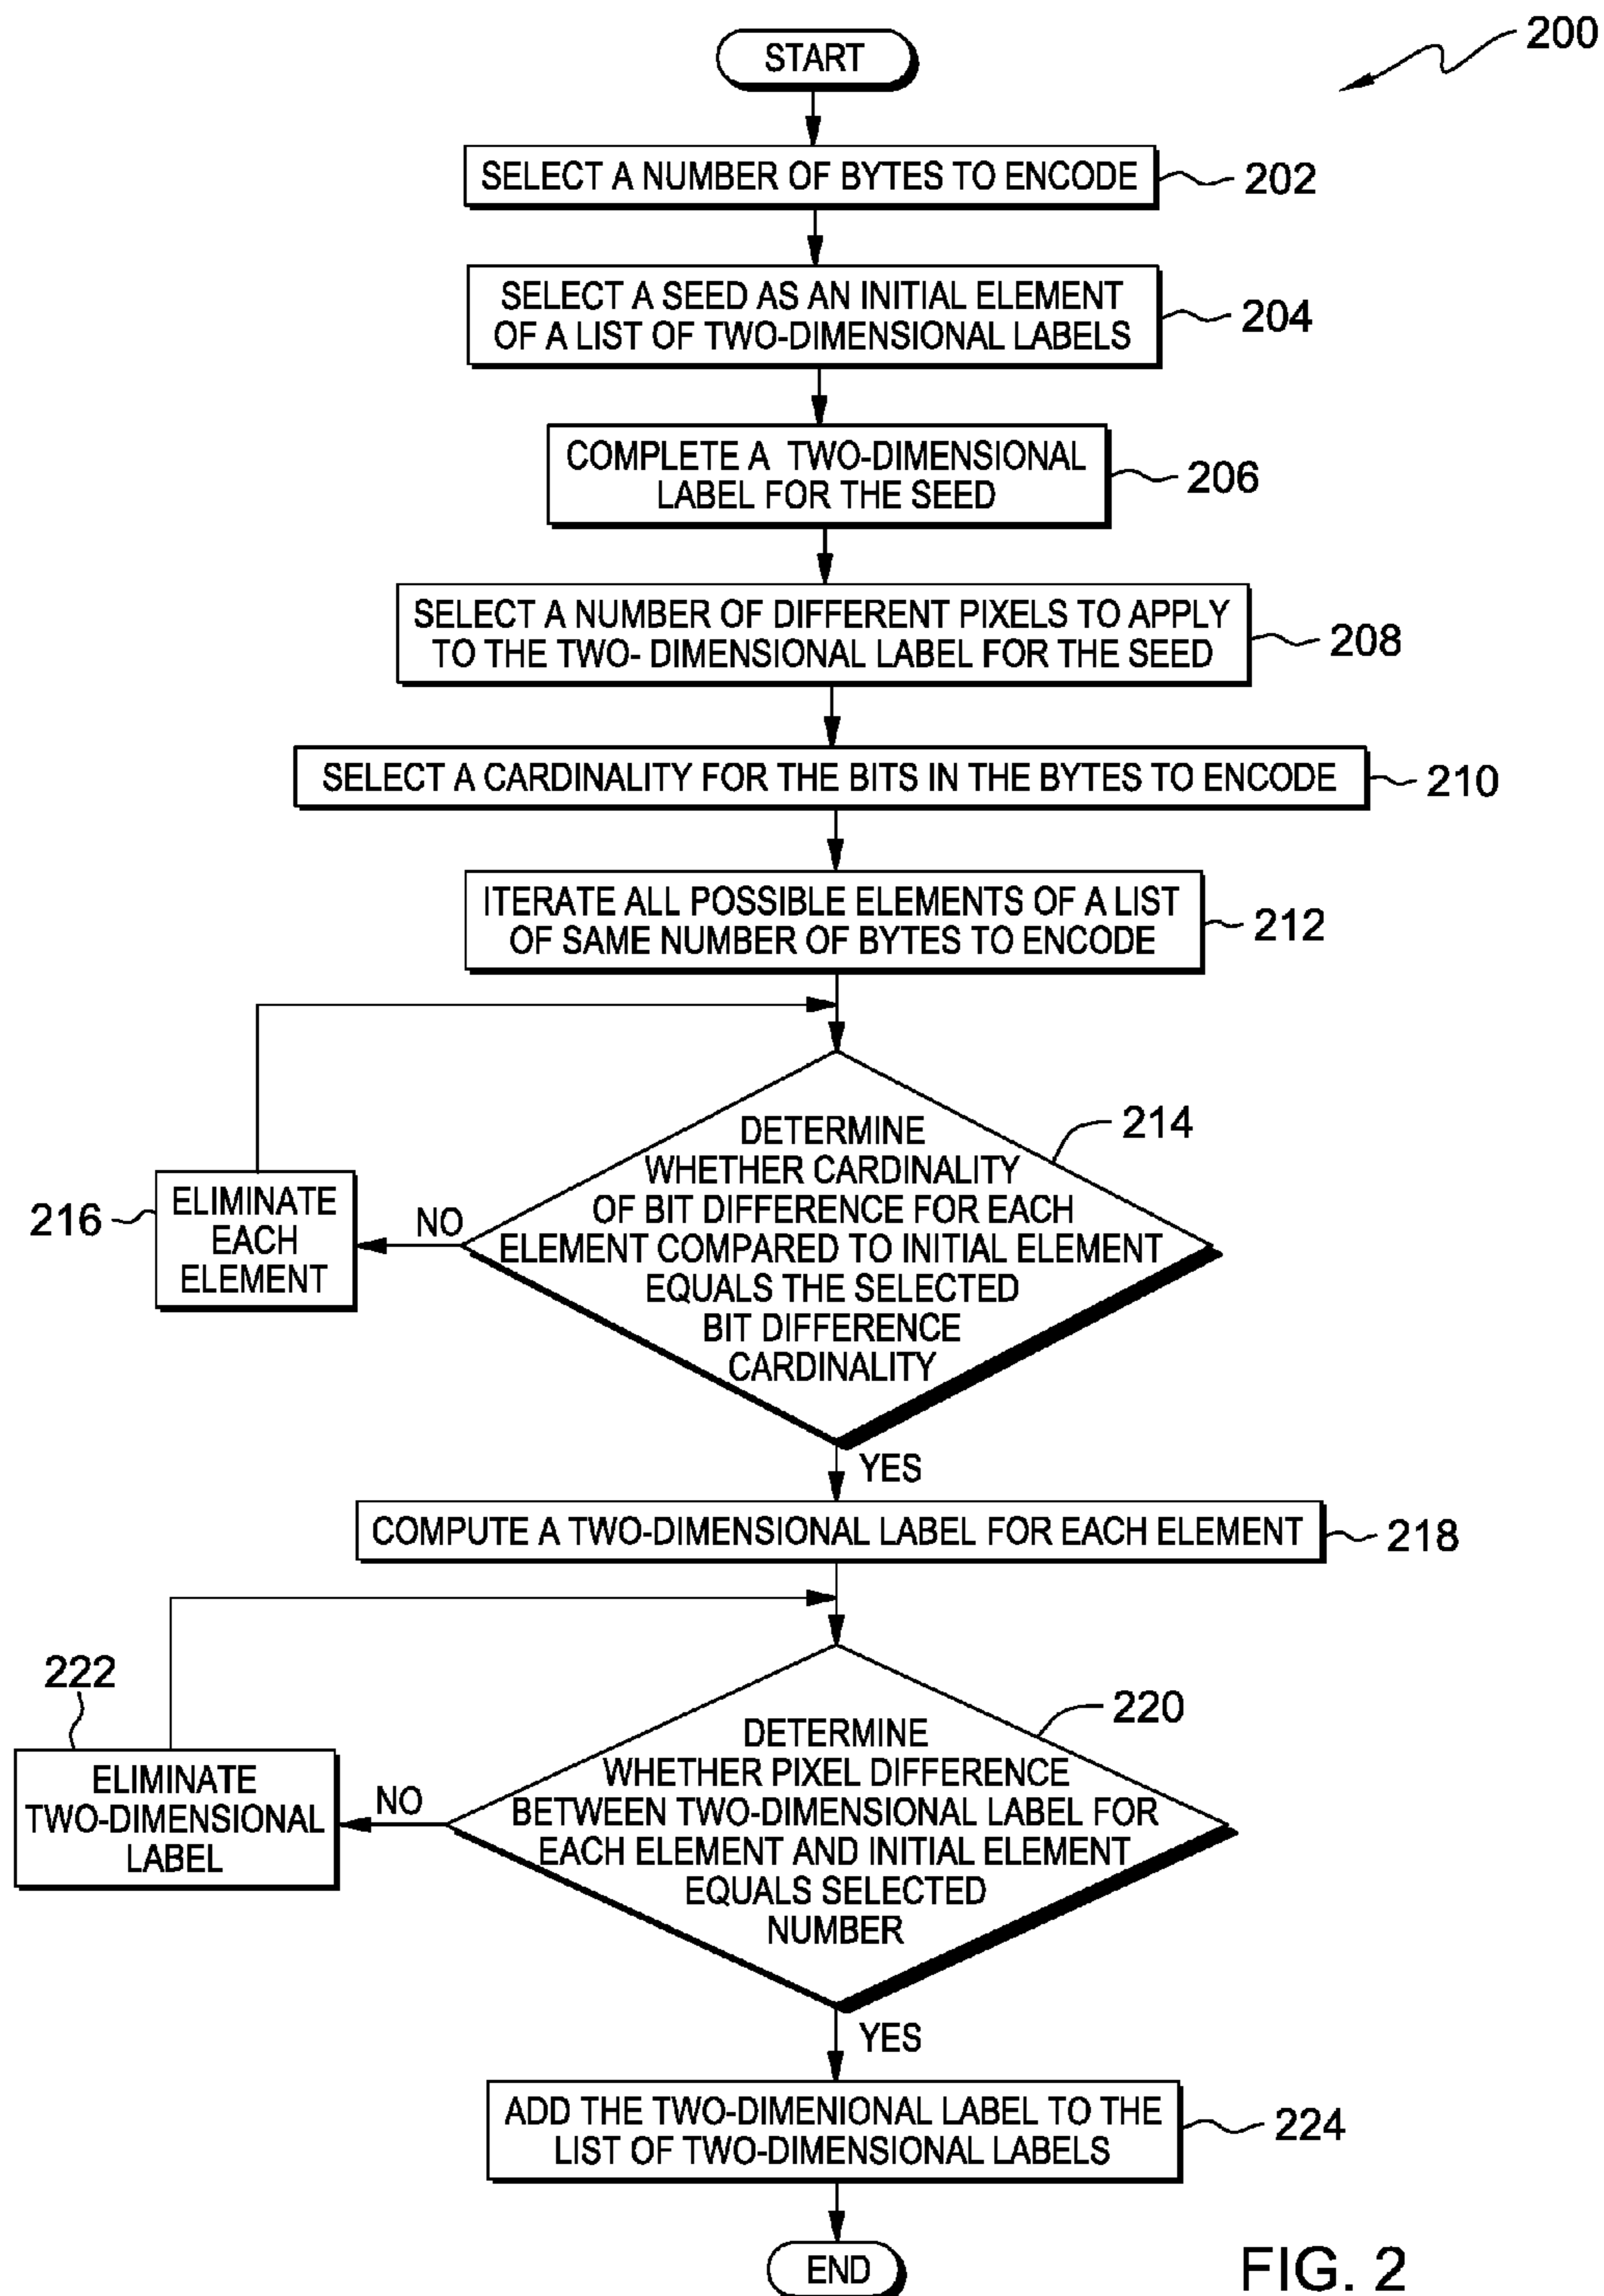 200
START
SELECT A NUMBER OF BYTES TO ENCODE
202
SELECT A SEED AS AN INITIAL ELEMENT
OF A LIST OF TWO-DIMENSIONAL LABELS
204
COMPLETE A TWO-DIMENSIONAL
LABEL FOR THE SEED
206
SELECT A NUMBER OF DIFFERENT PIXELS TO APPLY
TO THE TWO- DIMENSIONAL LABEL FOR THE SEED
208
SELECT A CARDINALITY FOR THE BITS IN THE BYTES TO ENCODE
210
ITERATE ALL POSSIBLE ELEMENTS OF A LIST
OF SAME NUMBER OF BYTES TO ENCODE
212
DETERMINE
WHETHER CARDINALITY
OF BIT DIFFERENCE FOR EACH
ELEMENT COMPARED TO INITIAL ELEMENT
EQUALS THE SELECTED
BIT DIFFERENCE
CARDINALITY
214
NO
ELIMINATE
EACH
ELEMENT
216
YES
COMPUTE A TWO-DIMENSIONAL LABEL FOR EACH ELEMENT
218
DETERMINE
WHETHER PIXEL DIFFERENCE
BETWEEN TWO-DIMENSIONAL LABEL FOR
EACH ELEMENT AND INITIAL ELEMENT
EQUALS SELECTED
NUMBER
220
NO
222
ELIMINATE
TWO-DIMENSIONAL
LABEL
YES
ADD THE TWO-DIMENIONAL LABEL TO THE
LIST OF TWO-DIMENSIONAL LABELS
224
END
FIG. 2